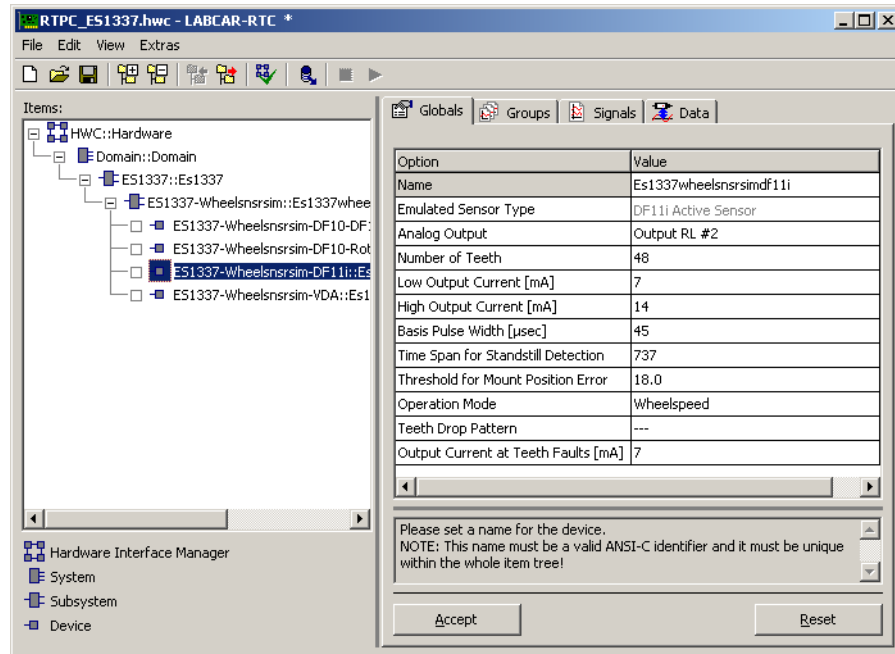 RTPC_ES1337.hwc - LABCAR-RTC *
File Edit View Extras
Items:
HWC::Hardware
Domain::Domain
ES1337::Es1337
ES1337-Wheelsnsrsim::Es1337whee
ES1337-Wheelsnsrsim-DF10-DF1
ES1337-Wheelsnsrsim-DF10-Rot
ES1337-Wheelsnsrsim-DF11i::Es
ES1337-Wheelsnsrsim-VDA::Es1
Hardware Interface Manager
System
Subsystem
Device
Globals Groups Signals Data
Option Value
Name Es1337wheelsnsrsimdf11i
Emulated Sensor Type DF11i Active Sensor
Analog Output Output RL #2
Number of Teeth 48
Low Output Current [mA] 7
High Output Current [mA] 14
Basis Pulse Width [µsec] 45
Time Span for Standstill Detection 737
Threshold for Mount Position Error 18.0
Operation Mode Wheelspeed
Teeth Drop Pattern ---
Output Current at Teeth Faults [mA] 7
Please set a name for the device.
NOTE: This name must be a valid ANSI-C identifier and it must be unique
within the whole item tree!
Accept Reset